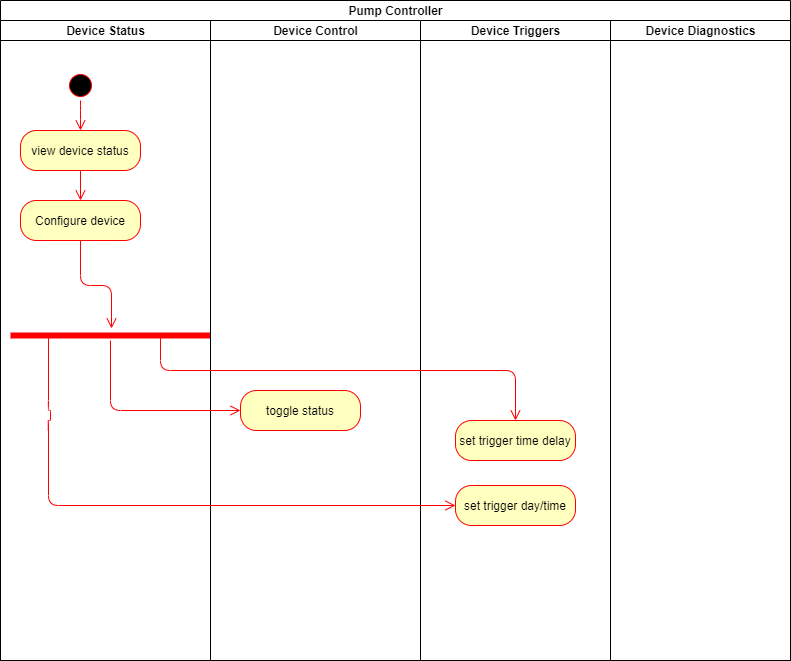 Pump Controller
Device Status
Device Control
Device Triggers
Device Diagnostics
view device status
Configure device
toggle status
set trigger time delay
set trigger day/time